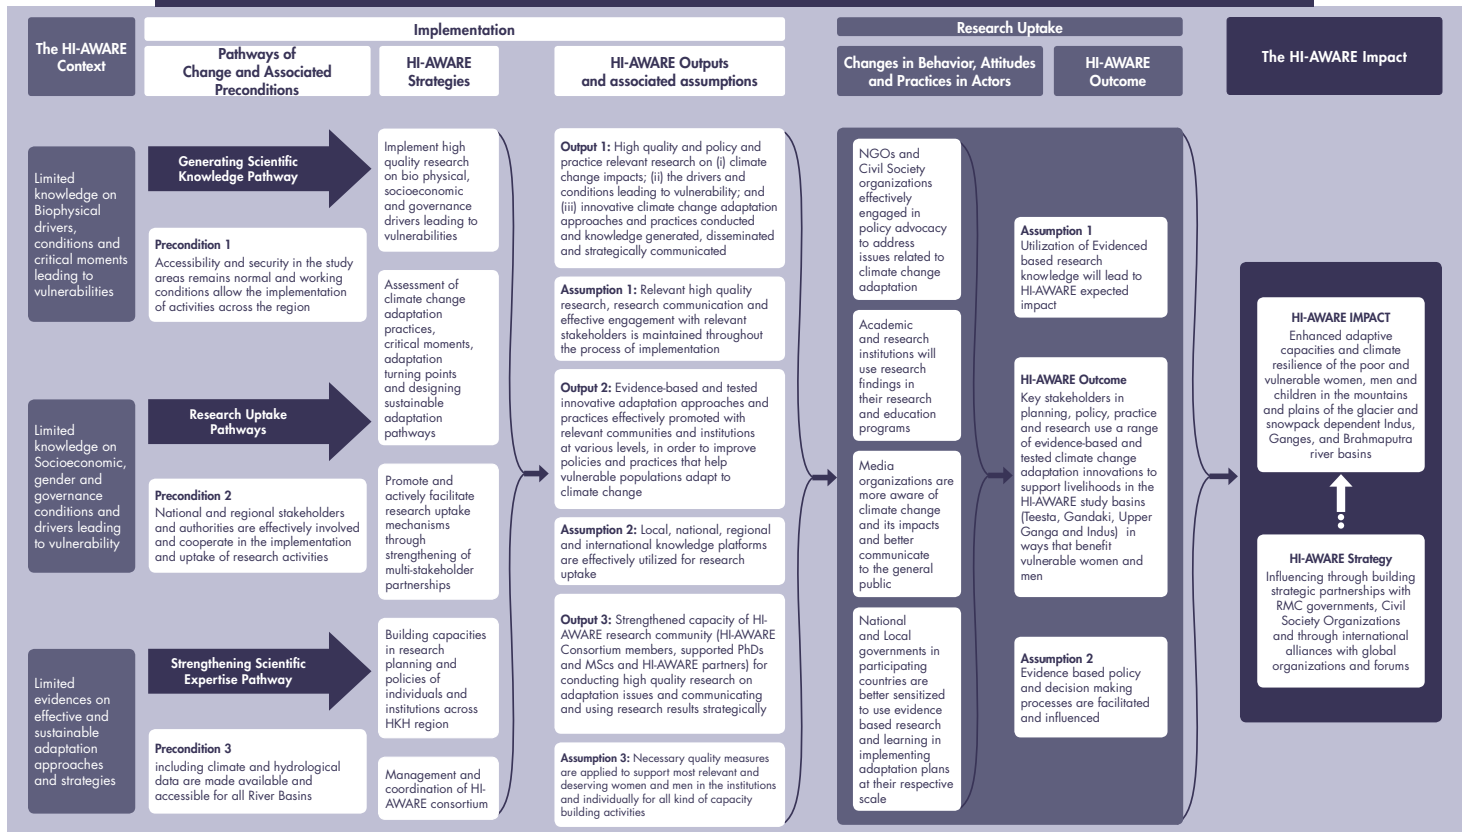 The HI-AWARE
Context
Implementation
Pathways of
Change and Associated
Preconditions
HI-AWARE
Strategies
HI-AWARE Outputs
and associated assumptions
Research Uptake
Changes in Behavior, Attitudes
and Practices in Actors
HI-AWARE
Outcome
The HI-AWARE Impact
Limited
knowledge on
Biophysical
drivers,
conditions and
critical moments
leading to
vulnerabilities
Limited
knowledge on
Socioeconomic,
gender and
governance
conditions and
drivers leading
to vulnerability
Limited
evidences on
effective and
sustainable
adaptation
approaches
and strategies
Generating Scientific
Knowledge Pathway
Precondition 1
Accessibility and security in the study
areas remains normal and working
conditions allow the implementation
of activities across the region
Research Uptake
Pathways
Precondition 2
National and regional stakeholders
and authorities are effectively involved
and cooperate in the implementation
and uptake of research activities
Strengthening Scientific
Expertise Pathway
Precondition 3
including climate and hydrological
data are made available and
accessible for all River Basins
Implement high
quality research
on bio physical,
socioeconomic
and governance
drivers leading to
vulnerabilities
Assessment of
climate change
adaptation
practices,
critical moments,
adaptation
turning points
and designing
sustainable
adaptation
pathways
Promote and
actively facilitate
research uptake
mechanisms
through
strengthening of
multi-stakeholder
partnerships
Building capacities
in research
planning and
policies of
individuals and
institutions across
HKH region
Management and
coordination of HI-
AWARE consortium
Output 1: High quality and policy and
practice relevant research on (i) climate
change impacts; (ii) the drivers and
conditions leading to vulnerability; and
(iii) innovative climate change adaptation
approaches and practices conducted
and knowledge generated, disseminated
and strategically communicated
Assumption 1: Relevant high quality
research, research communication and
effective engagement with relevant
stakeholders is maintained throughout
the process of implementation
Output 2: Evidence-based and tested
innovative adaptation approaches and
practices effectively promoted with
relevant communities and institutions
at various levels, in order to improve
policies and practices that help
vulnerable populations adapt to
climate change
Assumption 2: Local, national, regional
and international knowledge platforms
are effectively utilized for research
uptake
Output 3: Strengthened capacity of HI-
AWARE research community (HI-AWARE
Consortium members, supported PhDs
and MScs and HI-AWARE partners) for
conducting high quality research on
adaptation issues and communicating
and using research results strategically
Assumption 3: Necessary quality measures
are applied to support most relevant and
deserving women and men in the institutions
and individually for all kind of capacity
building activities
NGOs and
Civil Society
organizations
effectively
engaged in
policy advocacy
to address
issues related to
climate change
adaptation
Academic
and research
institutions will
use research
findings in
their research
and education
programs
Media
organizations are
more aware of
climate change
and its impacts
and better
communicate
to the general
public
National
and Local
governments in
participating
countries are
better sensitized
to use evidence
based research
and learning in
implementing
adaptation plans
at their respective
scale
Assumption 1
Utilization of Evidenced
based research
knowledge will lead to
HI-AWARE expected
impact
HI-AWARE Outcome
Key stakeholders in
planning, policy, practice
and research use a range
of evidence-based and
tested climate change
adaptation innovations to
support livelihoods in the
HI-AWARE study basins
(Teesta, Gandaki, Upper
Ganga and Indus) in
ways that benefit
vulnerable women and
men
Assumption 2
Evidence based policy
and decision making
processes are facilitated
and influenced
HI-AWARE IMPACT
Enhanced adaptive
capacities and climate
resilience of the poor and
vulnerable women, men and
children in the mountains
and plains of the glacier and
snowpack dependent Indus,
Ganges, and Brahmaputra
river basins
HI-AWARE Strategy
Influencing through building
strategic partnerships with
RMC governments, Civil
Society Organizations
and through international
alliances with global
organizations and forums